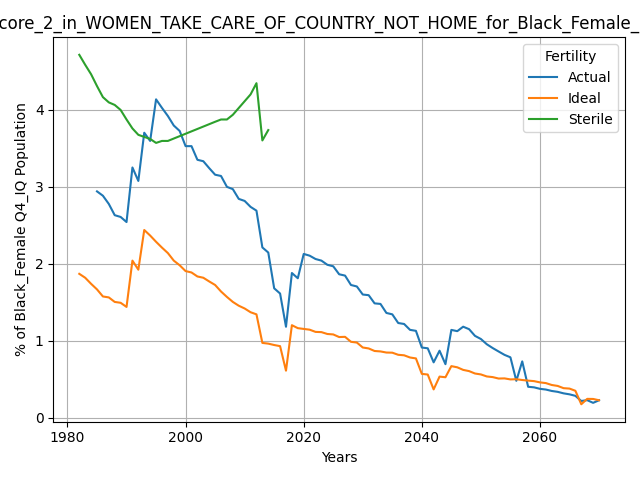 core_2_in_WOMEN_TAKE_CARE_OF_COUNTRY_NOT_HOME_for_Black_Female_
Fertility
Actual
Ideal
Sterile
% of Black_Female Q4_IQ Population
4
3
2
1
0
1980
2000
2020
2040
2060
Years